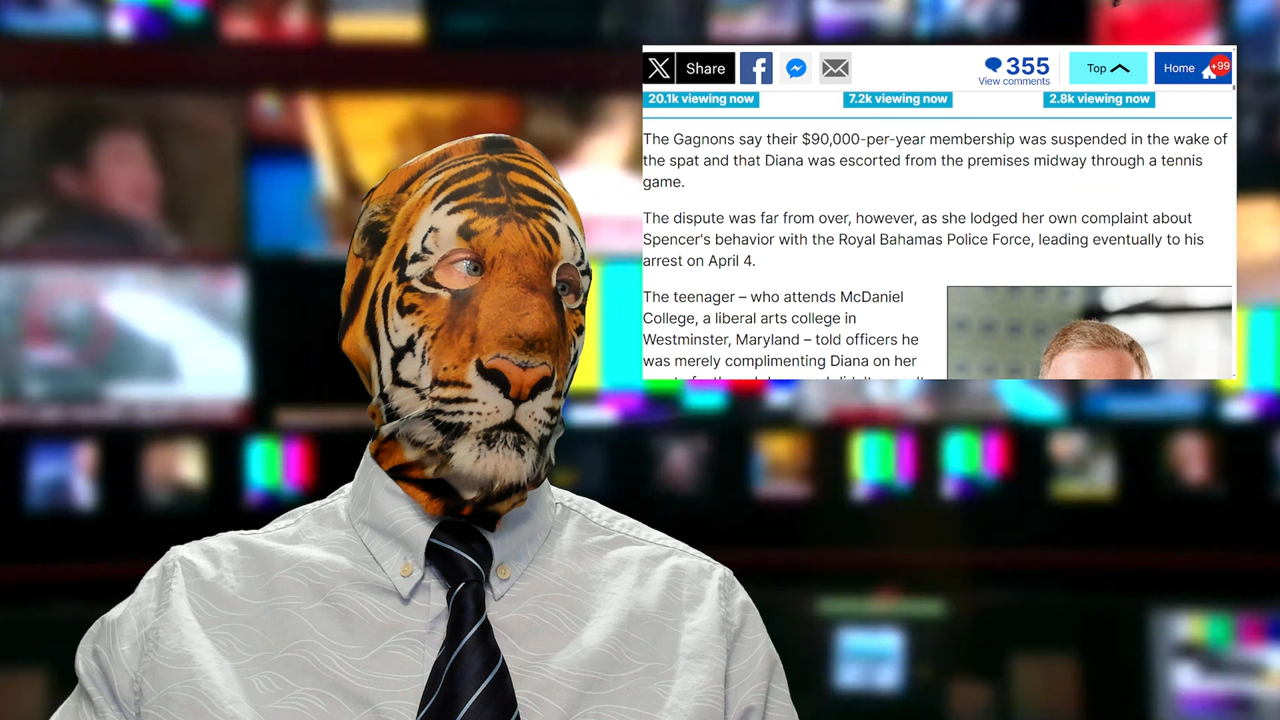 X Share f 355 Top Home +99
View comments
20.1k viewing now 7.2k viewing now 2.8k viewing now
The Gagnons say their $90,000-per-year membership was suspended in the wake of
the spat and that Diana was escorted from the premises midway through a tennis
game.
The dispute was far from over, however, as she lodged her own complaint about
Spencer's behavior with the Royal Bahamas Police Force, leading eventually to his
arrest on April 4.
The teenager – who attends McDaniel
College, a liberal arts college in
Westminster, Maryland – told officers he
was merely complimenting Diana on her